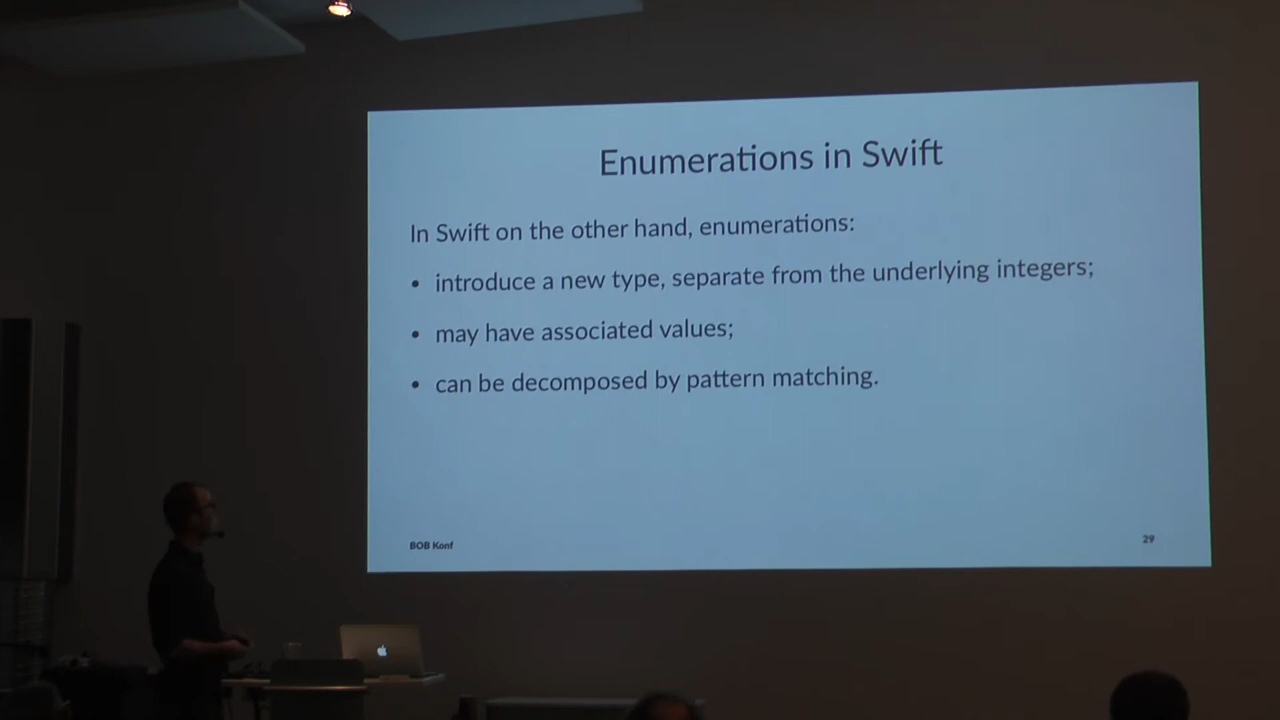 Enumerations in Swift
In Swift on the other hand, enumerations:
• introduce a new type, separate from the underlying integers;
• may have associated values;
• can be decomposed by pattern matching.
BOB Konf
29